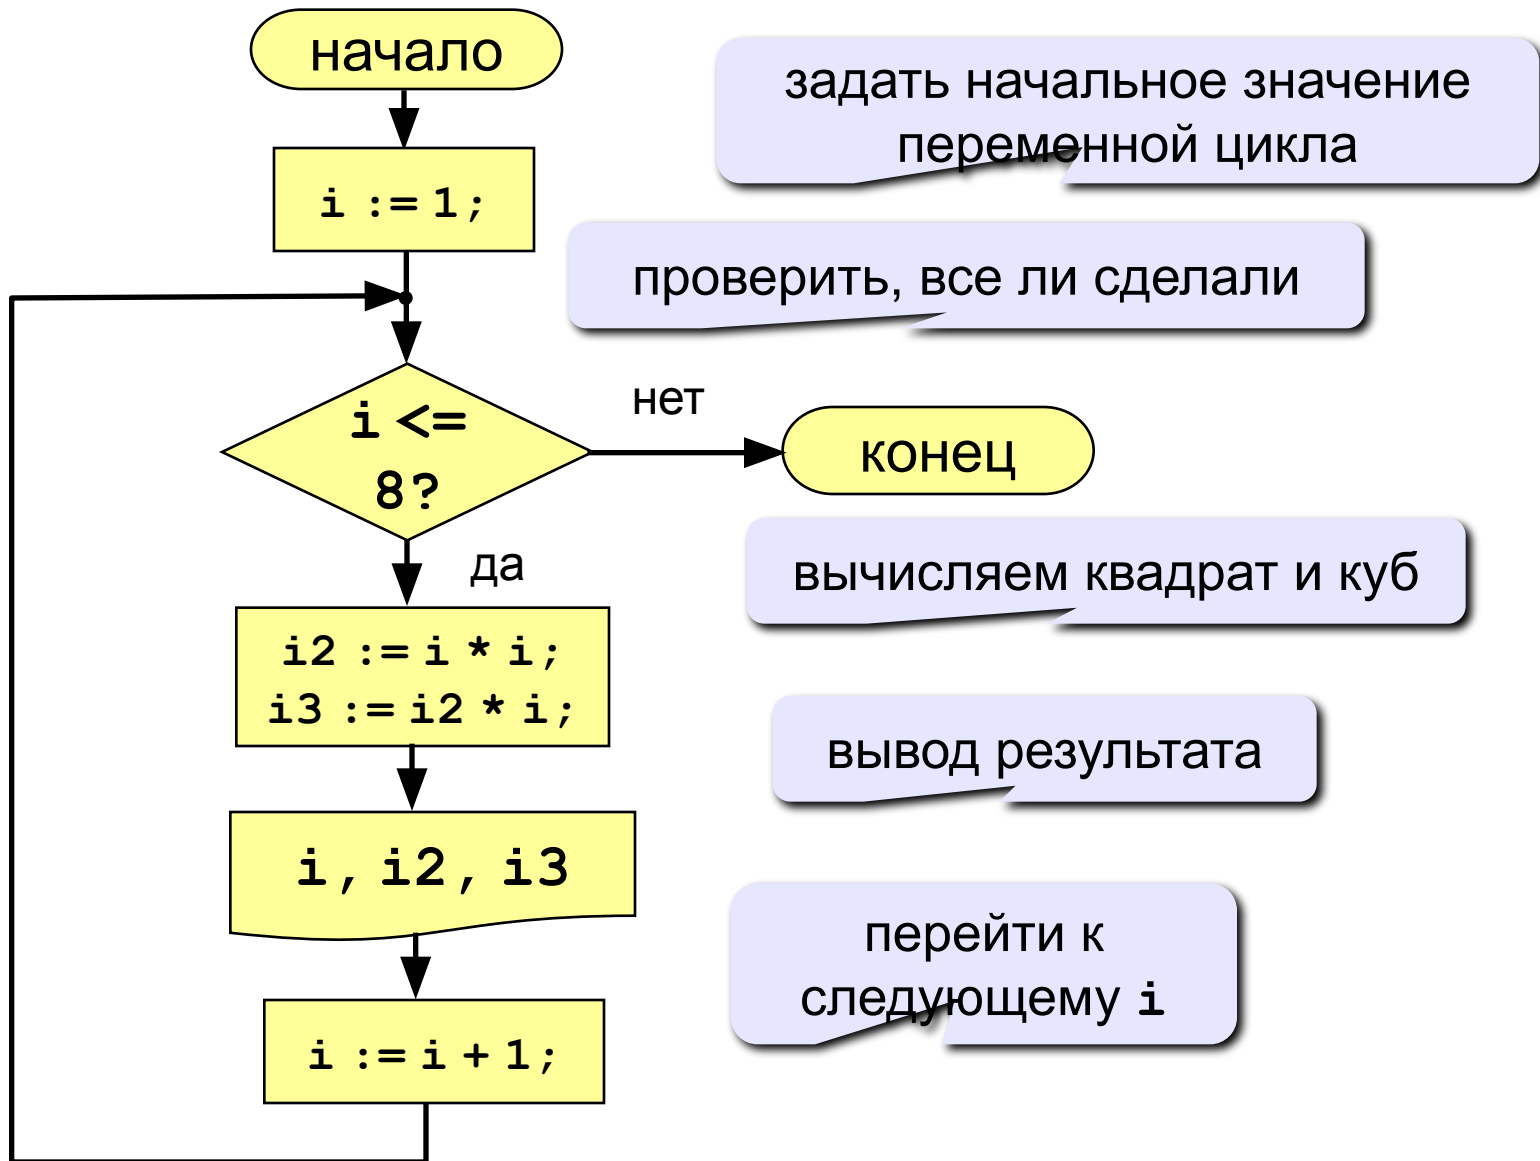 начало
задать начальное значение
переменной цикла
i := 1;
проверить, все ли сделали
i <=
8?
нет
конец
да
вычисляем квадрат и куб
i2 := i * i;
i3 := i2 * i;
вывод результата
i, i2, i3
перейти к
следующему i
i := i + 1;